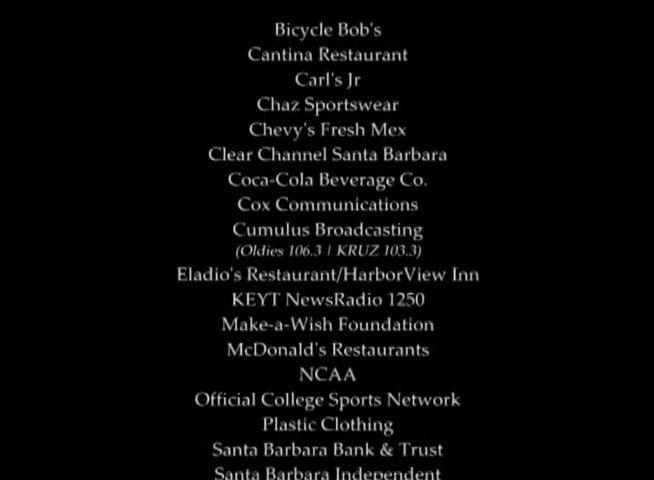 Bicycle Bob's
Cantina Restaurant
Carl's Jr
Chaz Sportswear
Chevy's Fresh Mex
Clear Channel Santa Barbara
Coca-Cola Beverage Co.
Cox Communications
Cumulus Broadcasting
(Oldies 106.3 | KRUZ 103.3)
Eladio's Restaurant/HarborView Inn
KEYT NewsRadio 1250
Make-a-Wish Foundation
McDonald's Restaurants
NCAA
Official College Sports Network
Plastic Clothing
Santa Barbara Bank & Trust
Santa Barbara Independent